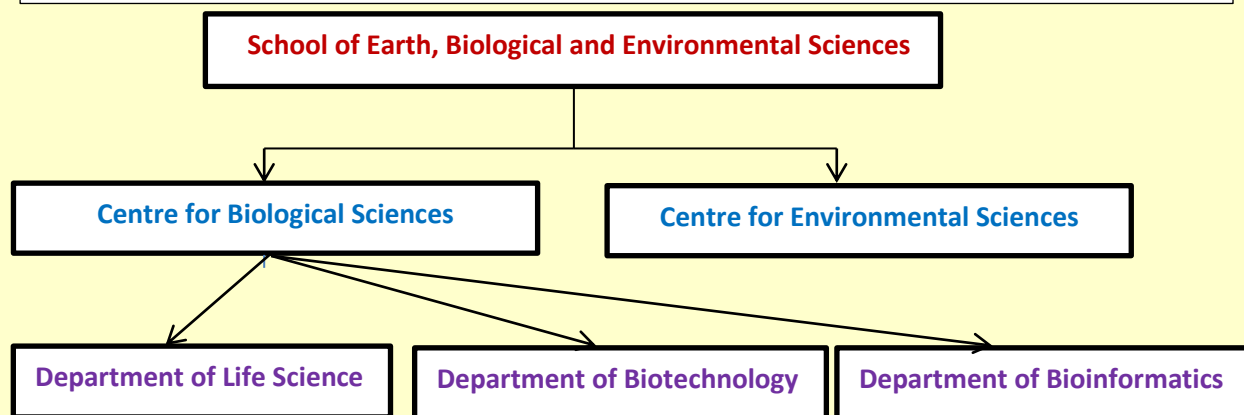 School of Earth, Biological and Environmental Sciences
Centre for Biological Sciences
Centre for Environmental Sciences
Department of Life Science
Department of Biotechnology
Department of Bioinformatics